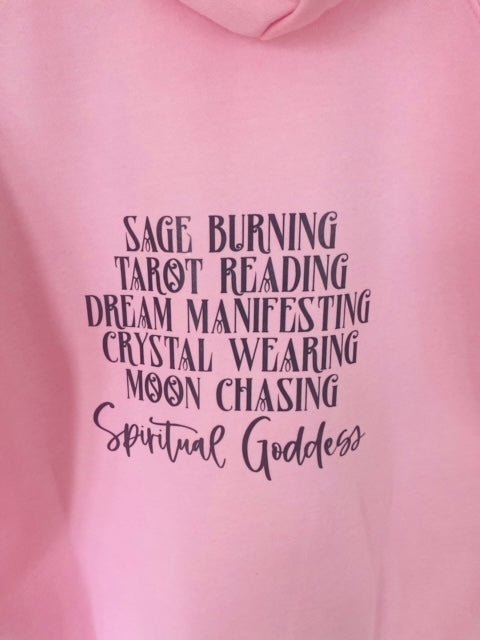 SAGE BURNING
TAROT READING
DREAM MANIFESTING
CRYSTAL WEARING
MOON CHASING
Spiritual Goddess